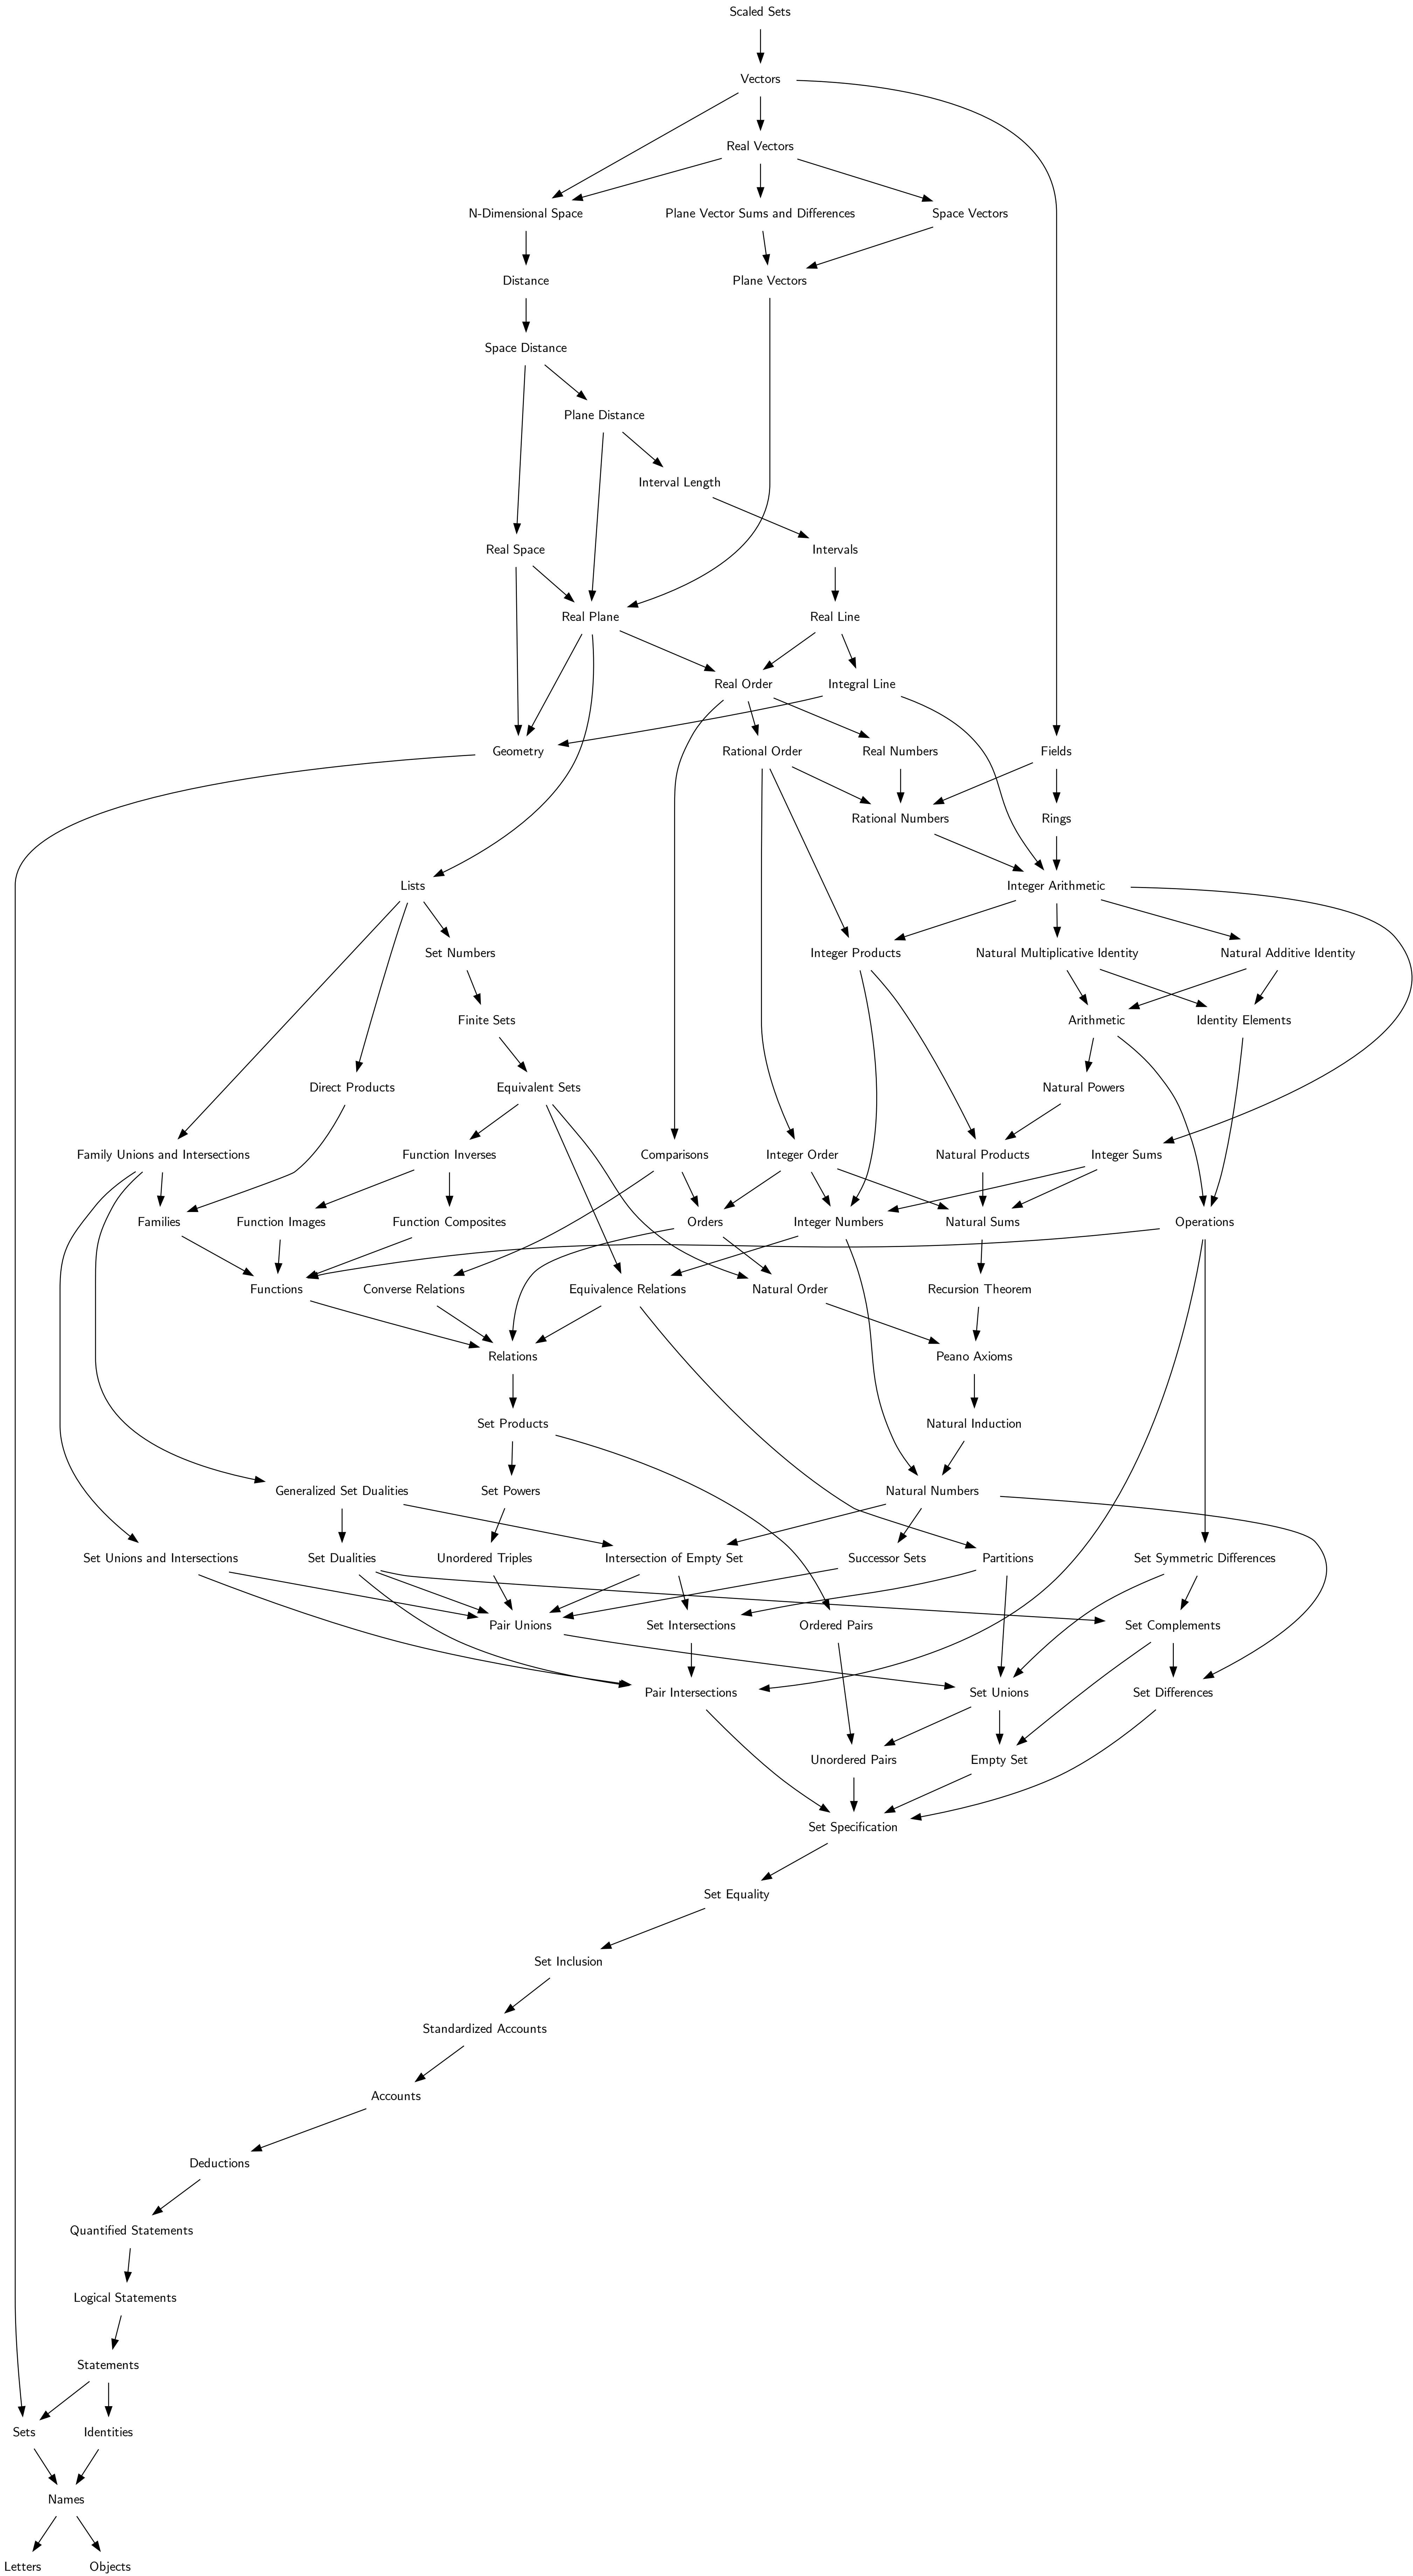 Scaled Sets
Vectors
Real Vectors
N-Dimensional Space
Plane Vector Sums and Differences
Space Vectors
Distance
Plane Vectors
Space Distance
Plane Distance
Interval Length
Real Space
Intervals
Real Plane
Real Line
Real Order
Integral Line
Geometry
Rational Order
Real Numbers
Fields
Rational Numbers
Rings
Lists
Integer Arithmetic
Set Numbers
Integer Products
Natural Multiplicative Identity
Natural Additive Identity
Finite Sets
Arithmetic
Identity Elements
Direct Products
Equivalent Sets
Natural Powers
Family Unions and Intersections
Function Inverses
Comparisons
Integer Order
Natural Products
Integer Sums
Families
Function Images
Function Composites
Orders
Integer Numbers
Natural Sums
Operations
Functions
Converse Relations
Equivalence Relations
Natural Order
Recursion Theorem
Relations
Peano Axioms
Set Products
Natural Induction
Generalized Set Dualities
Set Powers
Natural Numbers
Set Unions and Intersections
Set Dualities
Unordered Triples
Intersection of Empty Set
Successor Sets
Partitions
Set Symmetric Differences
Pair Unions
Set Intersections
Ordered Pairs
Set Complements
Pair Intersections
Set Unions
Set Differences
Unordered Pairs
Empty Set
Set Specification
Set Equality
Set Inclusion
Standardized Accounts
Accounts
Deductions
Quantified Statements
Logical Statements
Statements
Sets
Identities
Names
Letters
Objects